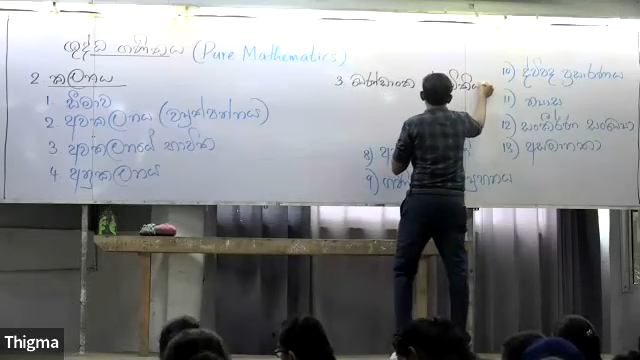 ශුද්ධ ගණිතය (Pure Mathematics)
2. කලනය
1. සීමාව
2. අවකලනය (ව්‍යුත්පන්නය)
3. අවකලනයේ භාවිත
4. අනුකලනය
3. ඛණ්ඩාංක
8)
9)
10) ද්විපද ප්‍රසාරණය
11) න්‍යාස
12) සංකීර්ණ සංඛ්‍යා
13) අසමානතා
Thigma